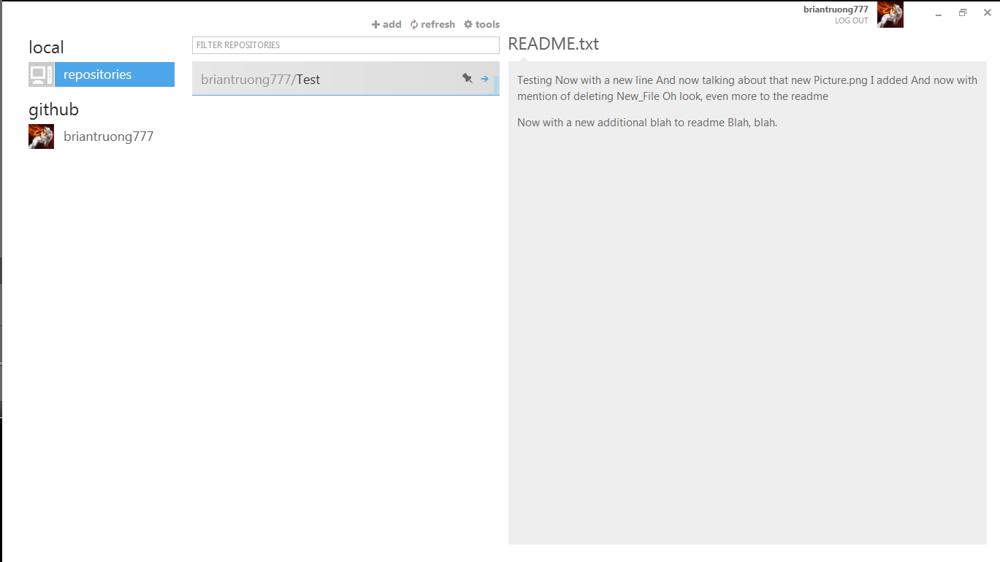 briantruong777
LOG OUT
add refresh tools
local
FILTER REPOSITORIES
README.txt
repositories
briantruong777/Test
Testing Now with a new line And now talking about that new Picture.png I added And now with
mention of deleting New_File Oh look, even more to the readme
Now with a new additional blah to readme Blah, blah.
github
briantruong777